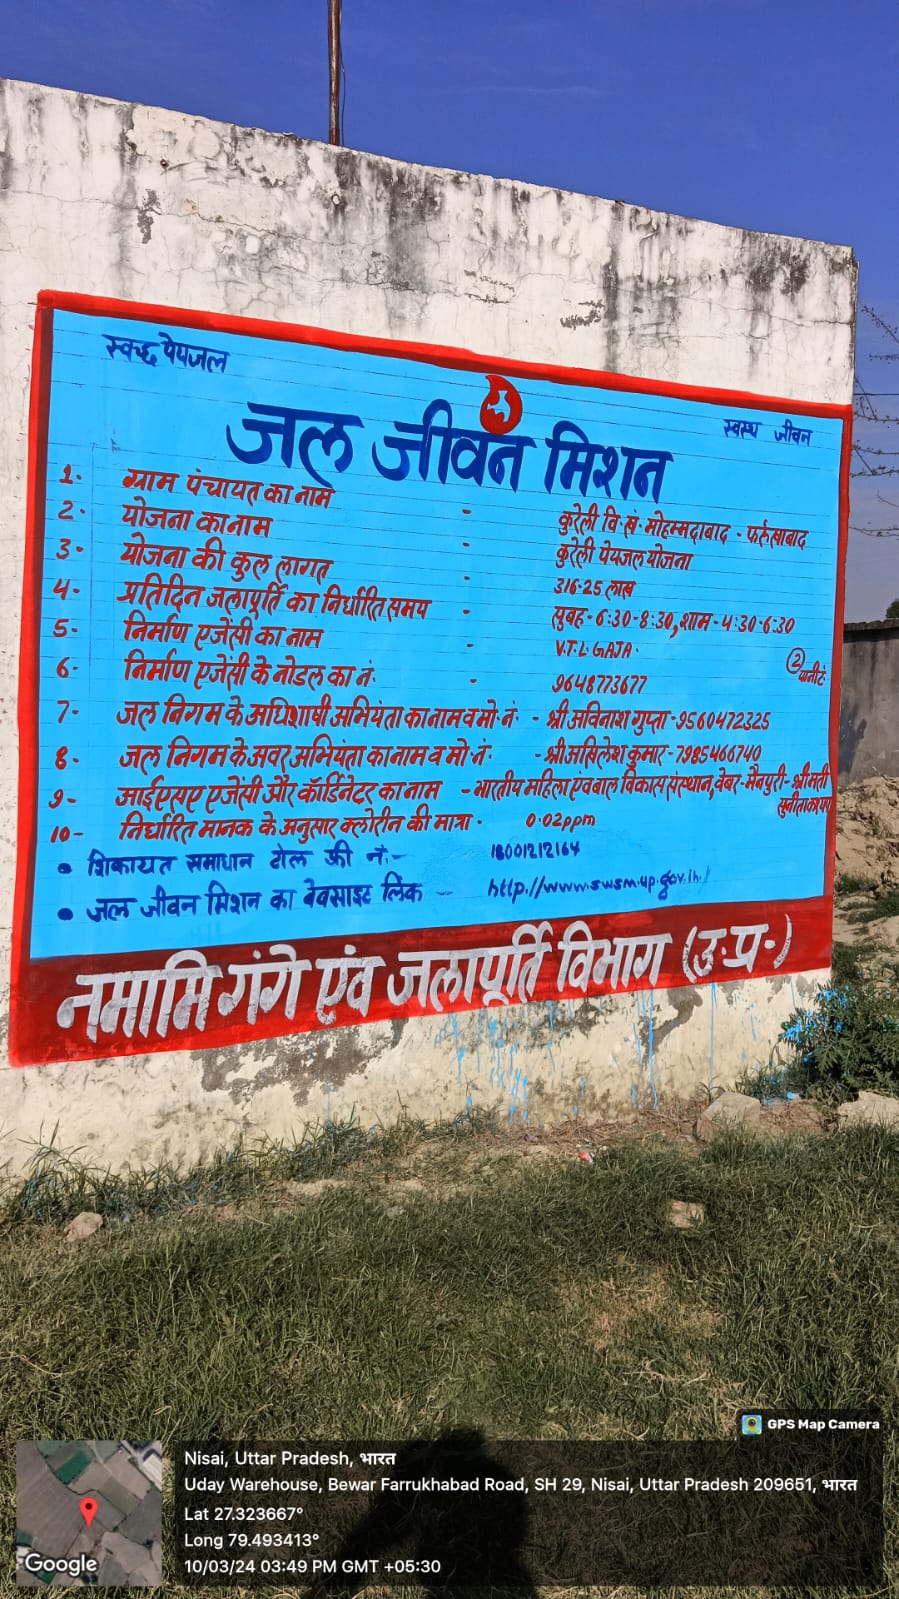 स्वच्छ पेयजल
स्वस्थ जीवन
जल जीवन मिशन
1. ग्राम पंचायत का नाम - कुरेली वि.खं. मोहम्मदाबाद - फर्रुखाबाद
2. योजना का नाम - कुरेली पेयजल योजना
3. योजना की कुल लागत - 316.25 लाख
4. प्रतिदिन जलापूर्ति का निर्धारित समय - सुबह - 6:30-8:30, शाम - 4:30-6:30
5. निर्माण एजेंसी का नाम - V.T.L. GAJA.
6. निर्माण एजेंसी के नोडल का नं. - 9648773677
7- जल निगम के अधिशाषी अभियंता का नाम व मो. नं. - श्री अविनाश गुप्ता - 9560472325
8- जल निगम के अवर अभियंता का नाम व मो. नं. - श्री अखिलेश कुमार - 7985466740
9- आईएसए एजेंसी और कॉर्डिनेटर का नाम - भारतीय महिला एंव बाल विकास संस्थान, वेबर - मैनपुरी - श्रीमती
10- निर्धारित मानक के अनुसार क्लोरीन की मात्रा - 0.02ppm
• शिकायत समाधान टोल फ्री नं.- 18001212164
• जल जीवन मिशन का वेबसाइट लिंक - http://www.swsm.up.gov.in/
नमामि गंगे एंव जलापूर्ति विभाग (उ.प्र.)
GPS Map Camera
Nisai, Uttar Pradesh, भारत
Uday Warehouse, Bewar Farrukhabad Road, SH 29, Nisai, Uttar Pradesh 209651, भारत
Lat 27.323667°
Long 79.493413°
10/03/24 03:49 PM GMT +05:30
Google